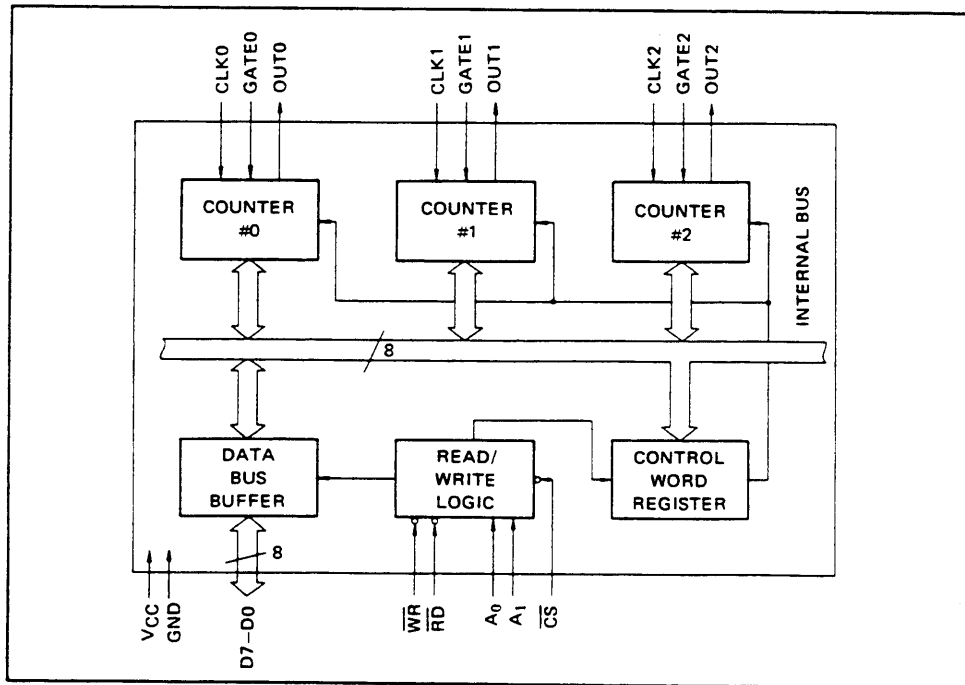 CLK0
GATE0
OUT0
CLK1
GATE1
OUT1
CLK2
GATE2
OUT2
COUNTER
#0
COUNTER
#1
COUNTER
#2
INTERNAL BUS
8
DATA
BUS
BUFFER
READ/
WRITE
LOGIC
CONTROL
WORD
REGISTER
8
VCC
GND
D7-D0
WR
RD
A0
A1
CS